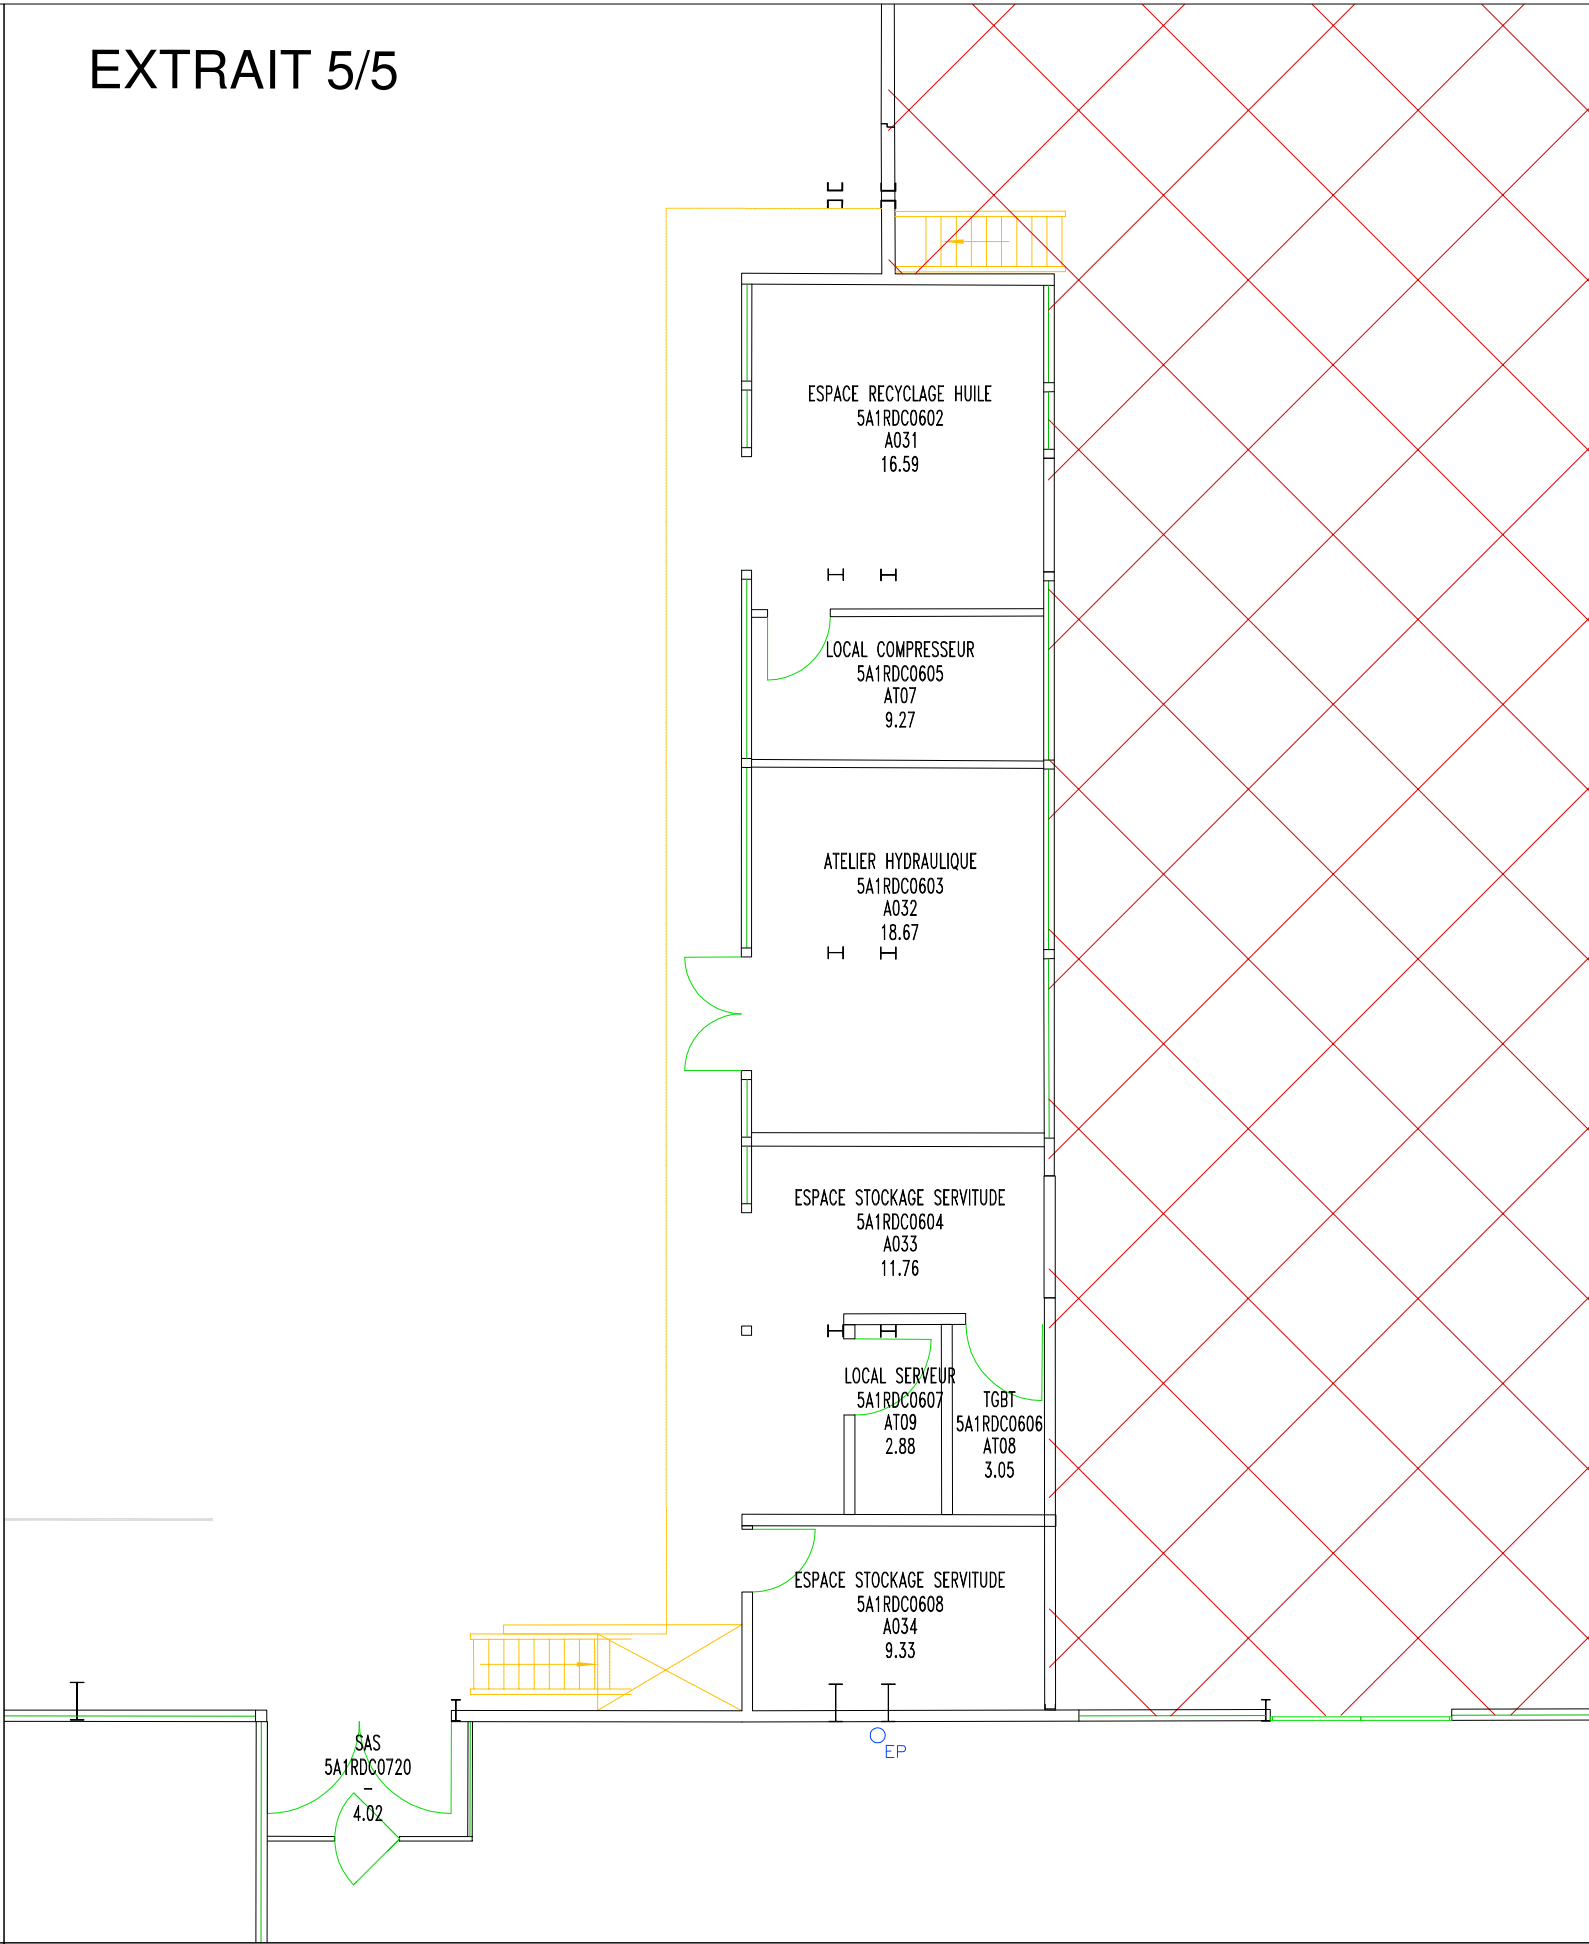 EXTRAIT 5/5
ESPACE RECYCLAGE HUILE
5A1RDC0602
A031
16.59
LOCAL COMPRESSEUR
5A1RDC0605
AT07
9.27
ATELIER HYDRAULIQUE
5A1RDC0603
A032
18.67
ESPACE STOCKAGE SERVITUDE
5A1RDC0604
A033
11.76
LOCAL SERVEUR
5A1RDC0607
AT09
2.88
TGBT
5A1RDC0606
AT08
3.05
ESPACE STOCKAGE SERVITUDE
5A1RDC0608
A034
9.33
SAS
5A1RDC0720
-
4.02
EP